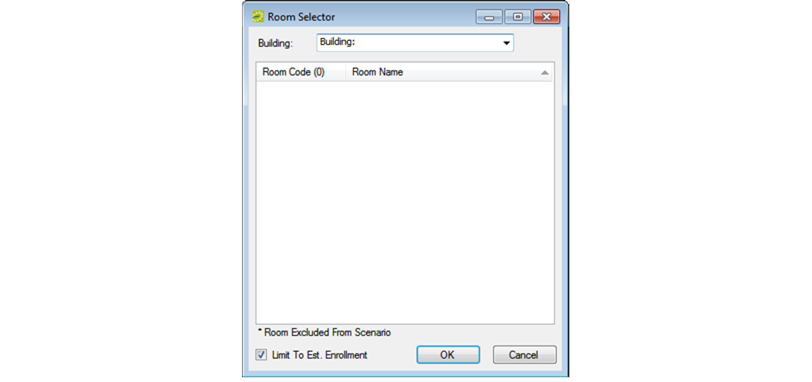 Room Selector
Building: Building:
Room Code (0) Room Name
* Room Excluded From Scenario
Limit To Est. Enrollment OK Cancel